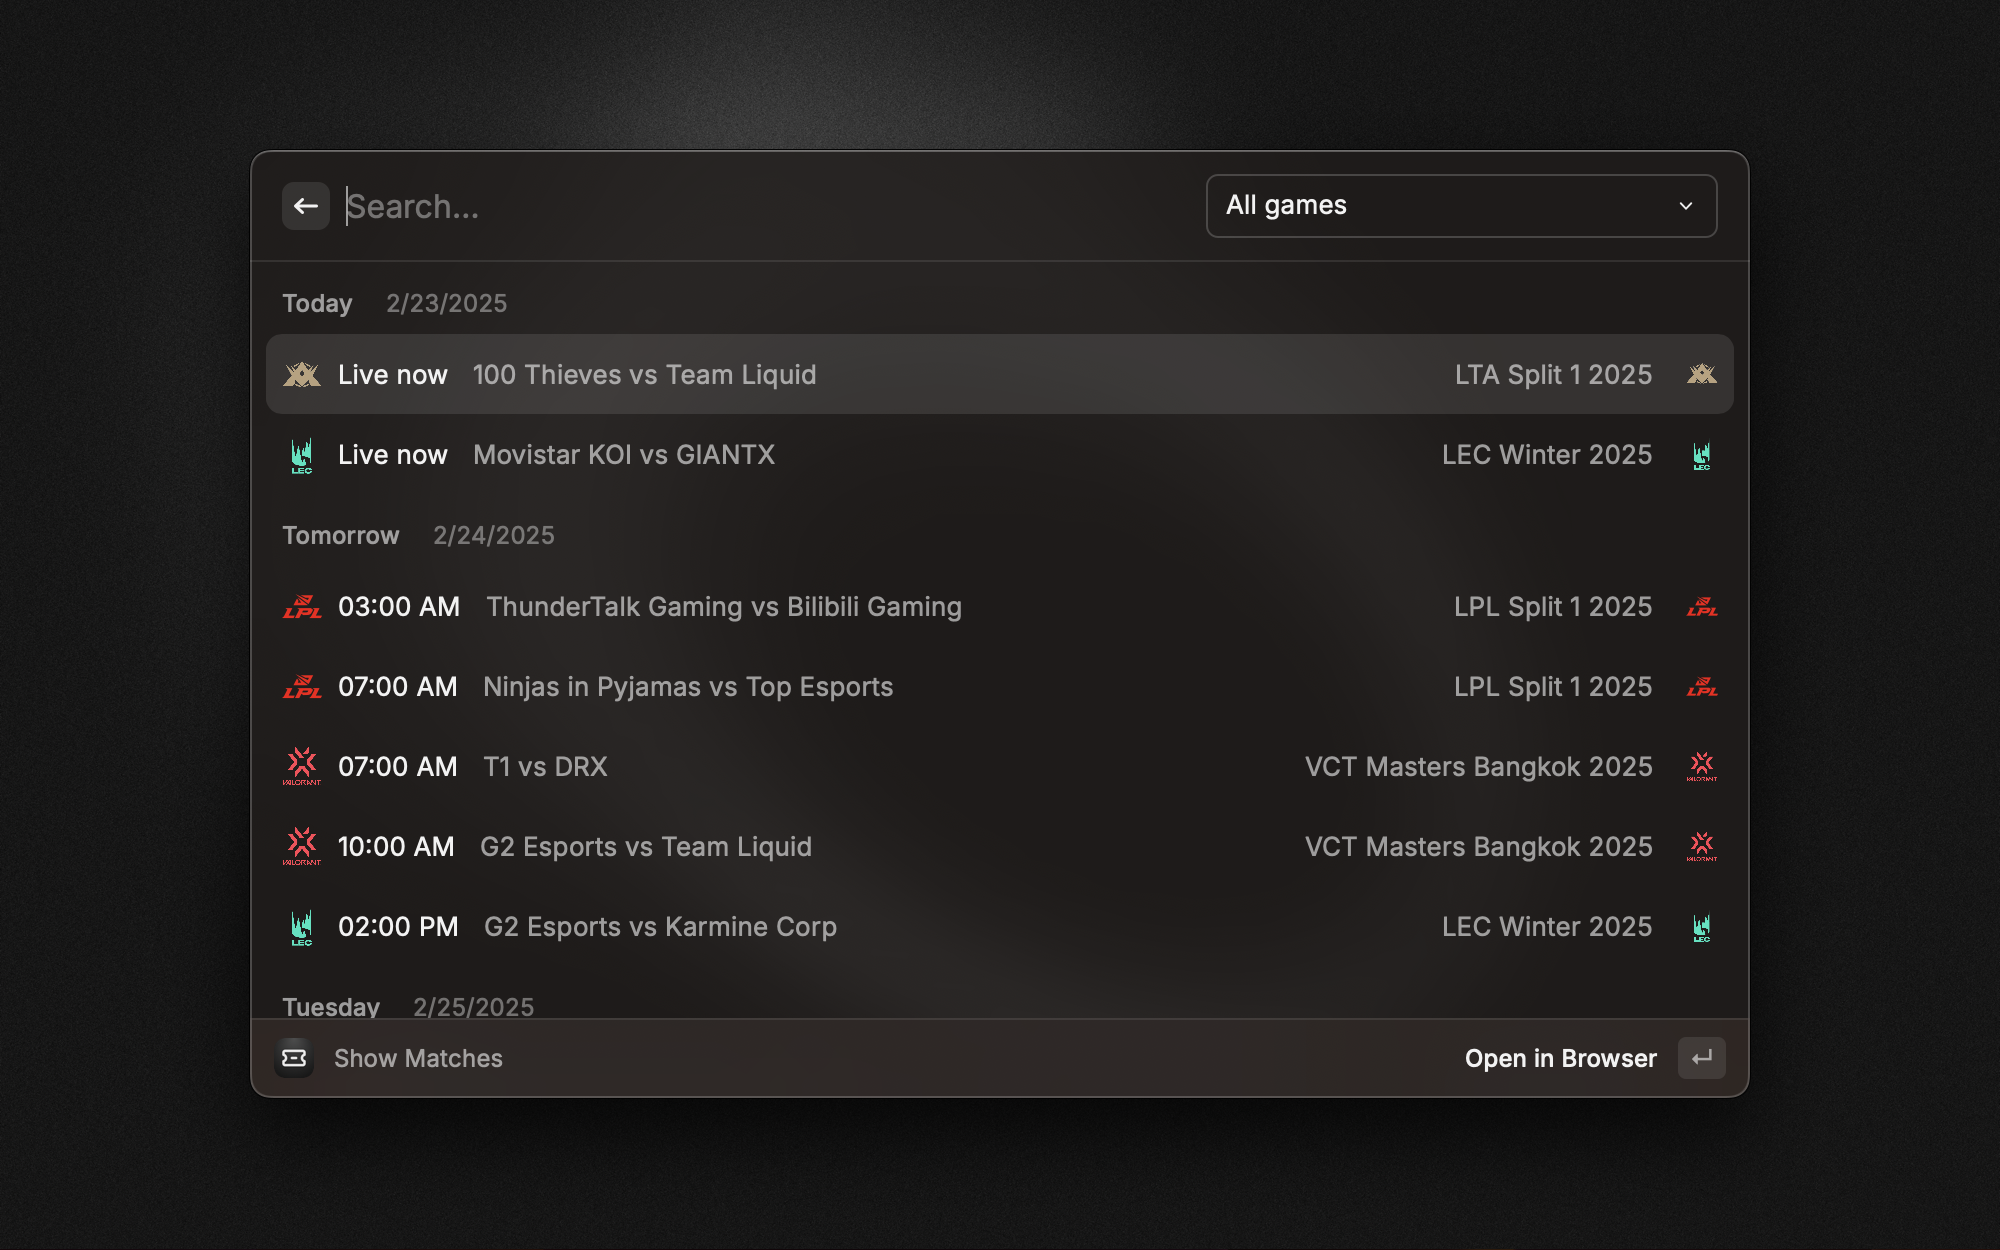 Search...
All games
Today 2/23/2025
Live now 100 Thieves vs Team Liquid LTA Split 1 2025
LEC Live now Movistar KOI vs GIANTX LEC Winter 2025 LEC
Tomorrow 2/24/2025
LPL 03:00 AM ThunderTalk Gaming vs Bilibili Gaming LPL Split 1 2025 LPL
LPL 07:00 AM Ninjas in Pyjamas vs Top Esports LPL Split 1 2025 LPL
VALORANT 07:00 AM T1 vs DRX VCT Masters Bangkok 2025 VALORANT
VALORANT 10:00 AM G2 Esports vs Team Liquid VCT Masters Bangkok 2025 VALORANT
LEC 02:00 PM G2 Esports vs Karmine Corp LEC Winter 2025 LEC
Tuesday 2/25/2025
Show Matches
Open in Browser